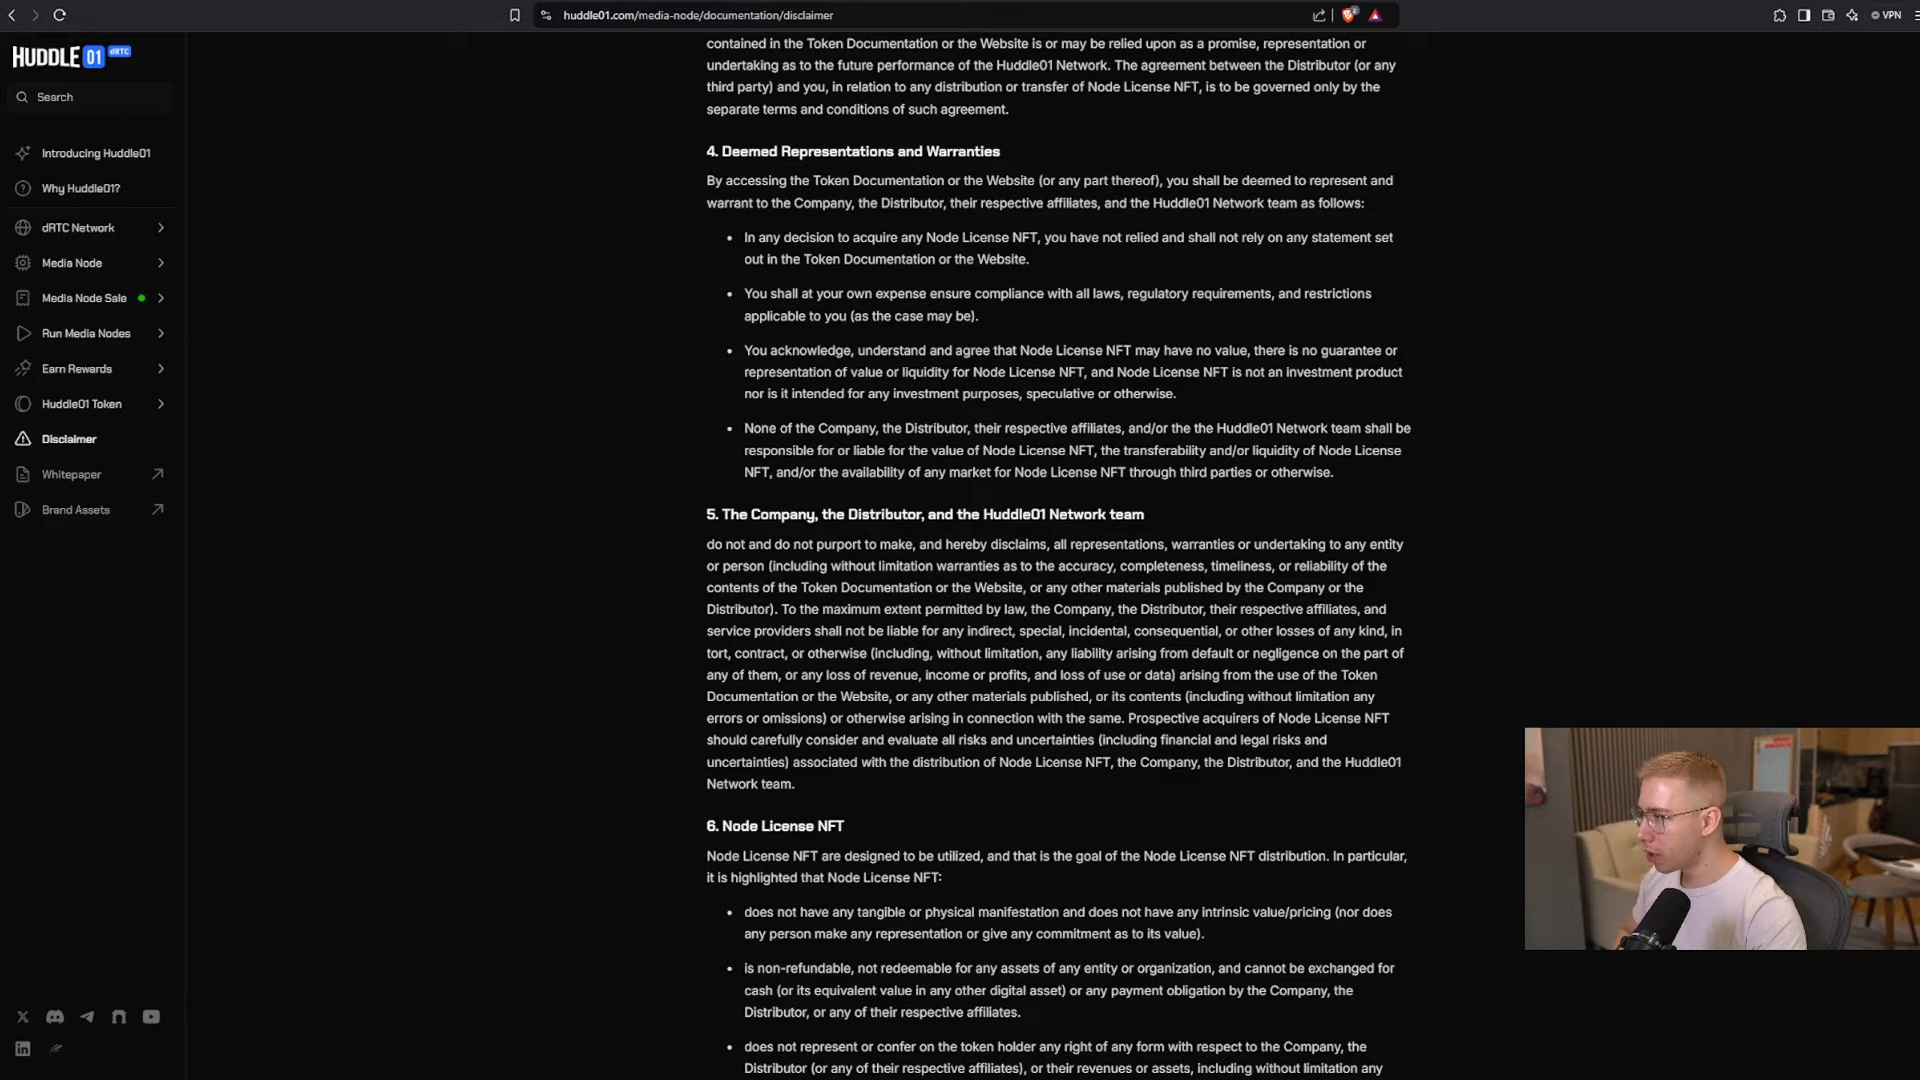 huddle01.com/media-node/documentation/disclaimer
VPN
HUDDLE 01 dRTC
Search
Introducing Huddle01
Why Huddle01?
dRTC Network
Media Node
Media Node Sale
Run Media Nodes
Earn Rewards
Huddle01 Token
Disclaimer
Whitepaper
Brand Assets
contained in the Token Documentation or the Website is or may be relied upon as a promise, representation or
undertaking as to the future performance of the Huddle01 Network. The agreement between the Distributor (or any
third party) and you, in relation to any distribution or transfer of Node License NFT, is to be governed only by the
separate terms and conditions of such agreement.
4. Deemed Representations and Warranties
By accessing the Token Documentation or the Website (or any part thereof), you shall be deemed to represent and
warrant to the Company, the Distributor, their respective affiliates, and the Huddle01 Network team as follows:
• In any decision to acquire any Node License NFT, you have not relied and shall not rely on any statement set
out in the Token Documentation or the Website.
• You shall at your own expense ensure compliance with all laws, regulatory requirements, and restrictions
applicable to you (as the case may be).
• You acknowledge, understand and agree that Node License NFT may have no value, there is no guarantee or
representation of value or liquidity for Node License NFT, and Node License NFT is not an investment product
nor is it intended for any investment purposes, speculative or otherwise.
• None of the Company, the Distributor, their respective affiliates, and/or the the Huddle01 Network team shall be
responsible for or liable for the value of Node License NFT, the transferability and/or liquidity of Node License
NFT, and/or the availability of any market for Node License NFT through third parties or otherwise.
5. The Company, the Distributor, and the Huddle01 Network team
do not and do not purport to make, and hereby disclaims, all representations, warranties or undertaking to any entity
or person (including without limitation warranties as to the accuracy, completeness, timeliness, or reliability of the
contents of the Token Documentation or the Website, or any other materials published by the Company or the
Distributor). To the maximum extent permitted by law, the Company, the Distributor, their respective affiliates, and
service providers shall not be liable for any indirect, special, incidental, consequential, or other losses of any kind, in
tort, contract, or otherwise (including, without limitation, any liability arising from default or negligence on the part of
any of them, or any loss of revenue, income or profits, and loss of use or data) arising from the use of the Token
Documentation or the Website, or any other materials published, or its contents (including without limitation any
errors or omissions) or otherwise arising in connection with the same. Prospective acquirers of Node License NFT
should carefully consider and evaluate all risks and uncertainties (including financial and legal risks and
uncertainties) associated with the distribution of Node License NFT, the Company, the Distributor, and the Huddle01
Network team.
6. Node License NFT
Node License NFT are designed to be utilized, and that is the goal of the Node License NFT distribution. In particular,
it is highlighted that Node License NFT:
• does not have any tangible or physical manifestation and does not have any intrinsic value/pricing (nor does
any person make any representation or give any commitment as to its value).
• is non-refundable, not redeemable for any assets of any entity or organization, and cannot be exchanged for
cash (or its equivalent value in any other digital asset) or any payment obligation by the Company, the
Distributor, or any of their respective affiliates.
• does not represent or confer on the token holder any right of any form with respect to the Company, the
Distributor (or any of their respective affiliates), or their revenues or assets, including without limitation any